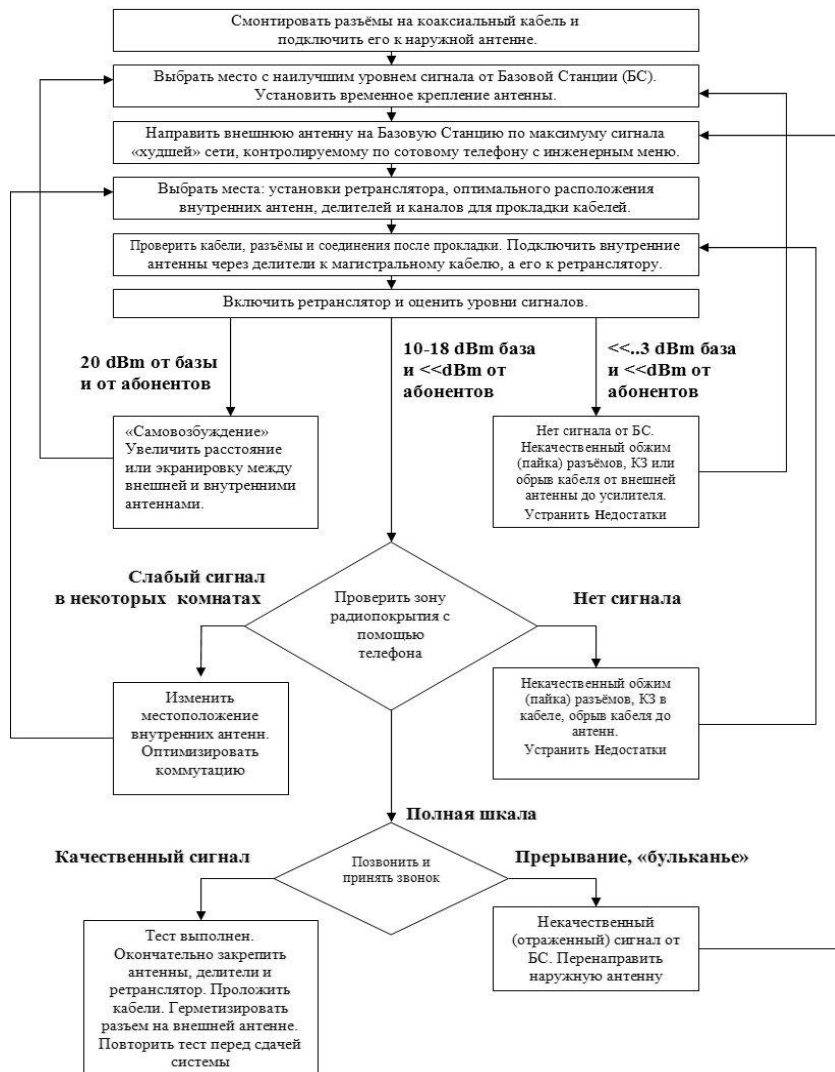 Смонтировать разъёмы на коаксиальный кабель и
подключить его к наружной антенне.
Выбрать место с наилучшим уровнем сигнала от Базовой Станции (БС).
Установить временное крепление антенны.
Направить внешнюю антенну на Базовую Станцию по максимуму сигнала
«худшей» сети, контролируемому по сотовому телефону с инженерным меню.
Выбрать места: установки ретранслятора, оптимального расположения
внутренних антенн, делителей и каналов для прокладки кабелей.
Проверить кабели, разъёмы и соединения после прокладки. Подключить внутренние
антенны через делители к магистральному кабелю, а его к ретранслятору.
Включить ретранслятор и оценить уровни сигналов.
20 dBm от базы
и от абонентов
10-18 dBm база
и <<dBm от
абонентов
<<..3 dBm база
и <<dBm от
абонентов
«Самовозбуждение»
Увеличить расстояние
или экранировку между
внешней и внутренними
антеннами.
Нет сигнала от БС.
Некачественный обжим
(пайка) разъёмов, КЗ или
обрыв кабеля от внешней
антенны до усилителя.
Устранить Недостатки
Слабый сигнал
в некоторых комнатах
Проверить зону
радиопокрытия с
помощью
телефона
Нет сигнала
Изменить
местоположение
внутренних антенн.
Оптимизировать
коммутацию
Некачественный обжим
(пайка) разъёмов, КЗ в
кабеле, обрыв кабеля до
антенн.
Устранить Недостатки
Полная шкала
Качественный сигнал
Позвонить и
принять звонок
Прерывание, «бульканье»
Тест выполнен.
Окончательно закрепить
антенны, делители и
ретранслятор. Проложить
кабели. Герметизировать
разъем на внешней антенне.
Повторить тест перед сдачей
системы
Некачественный
(отраженный) сигнал от
БС. Перенаправить
наружную антенну